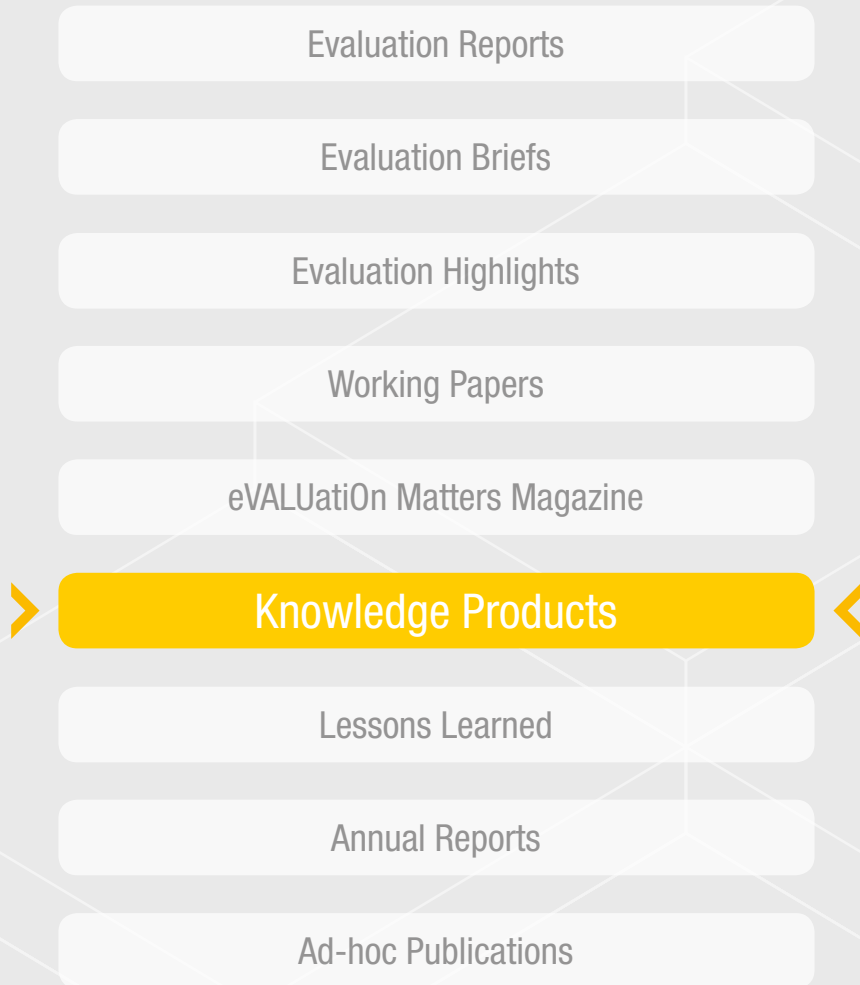 Evaluation Reports
Evaluation Briefs
Evaluation Highlights
Working Papers
eVALUatiOn Matters Magazine
Knowledge Products
Lessons Learned
Annual Reports
Ad-hoc Publications